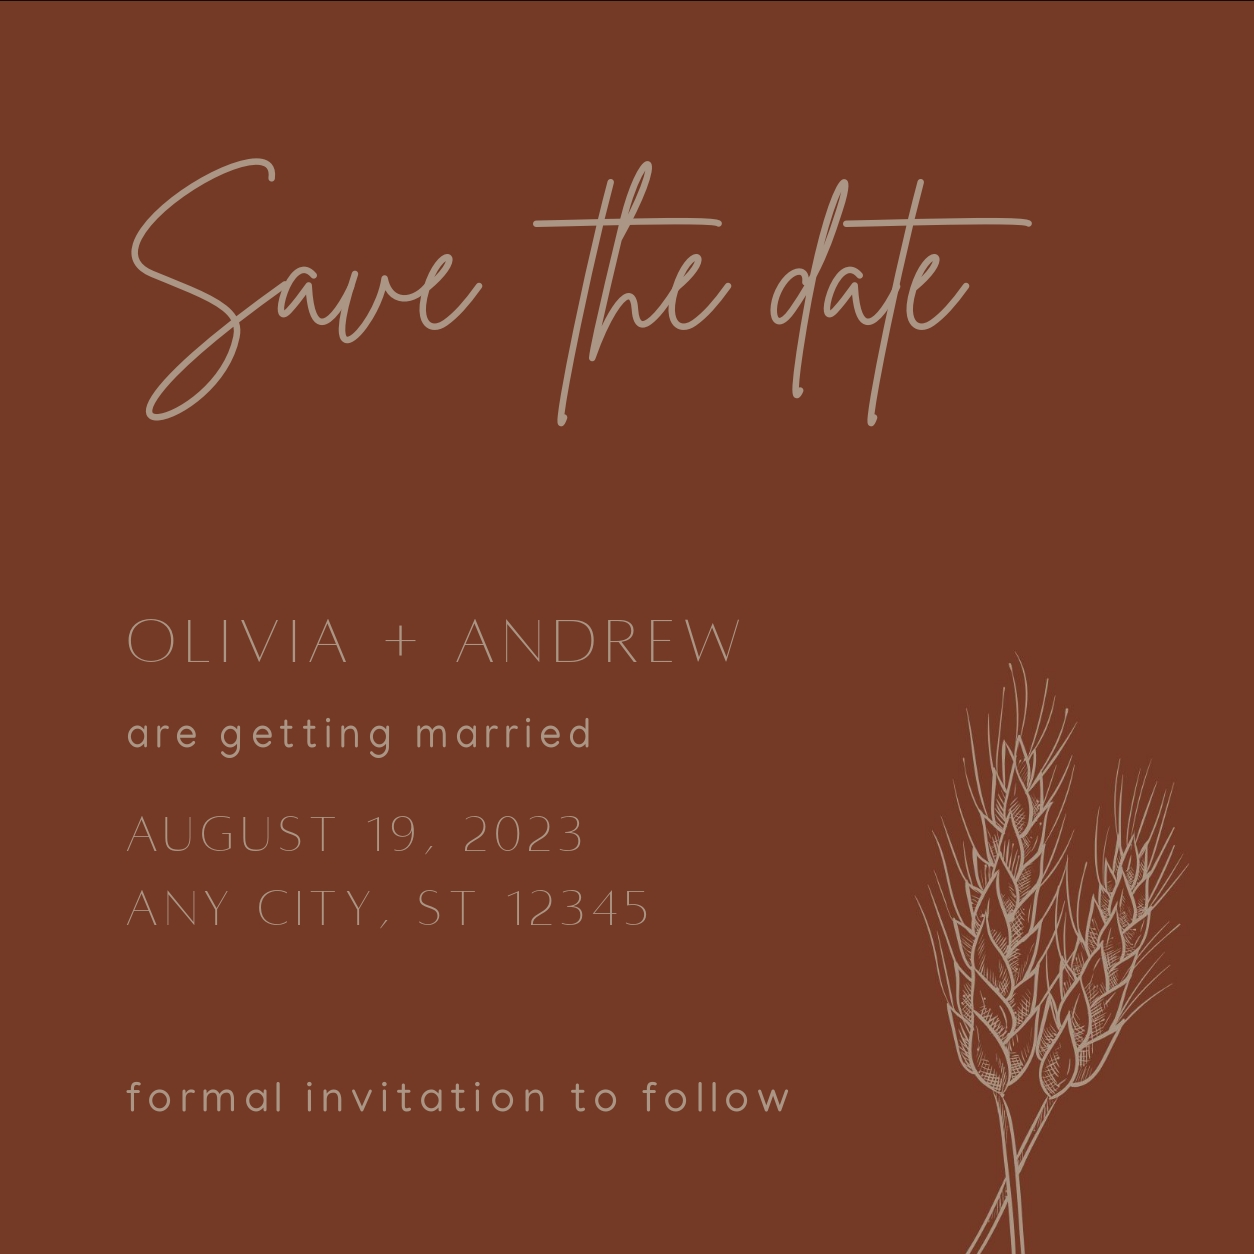 Save the date
OLIVIA + ANDREW
are getting married
AUGUST 19, 2023
ANY CITY, ST 12345
formal invitation to follow